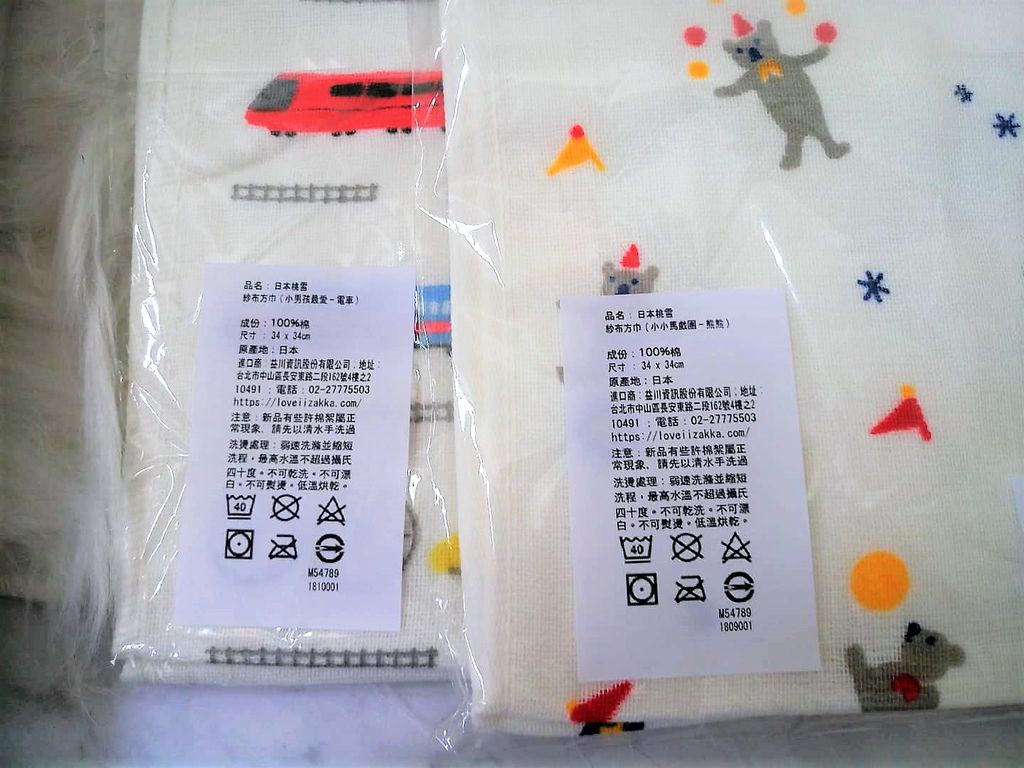 品名：日本桃雪
紗布方巾（小男孩最愛－電車）
成份：100%棉
尺寸：34 x 34cm
原產地：日本
進口商：益川資訊股份有限公司；地址：
台北市中山區長安東路二段162號4樓之2
10491；電話：02-27775503
https://loveiizakka.com/
注意：新品有些許棉絮屬正
常現象，請先以清水手洗過
洗燙處理：弱速洗滌並縮短
洗程，最高水溫不超過攝氏
四十度。不可乾洗。不可漂
白。不可熨燙。低溫烘乾。
40
M54789
1810001
品名：日本桃雪
紗布方巾（小小馬戲團－熊熊）
成份：100%棉
尺寸：34 x 34cm
原產地：日本
進口商：益川資訊股份有限公司；地址：
台北市中山區長安東路二段162號4樓之2
10491；電話：02-27775503
https://loveiizakka.com/
注意：新品有些許棉絮屬正
常現象，請先以清水手洗過
洗燙處理：弱速洗滌並縮短
洗程，最高水溫不超過攝氏
四十度。不可乾洗。不可漂
白。不可熨燙。低溫烘乾。
40
M54789
1809001